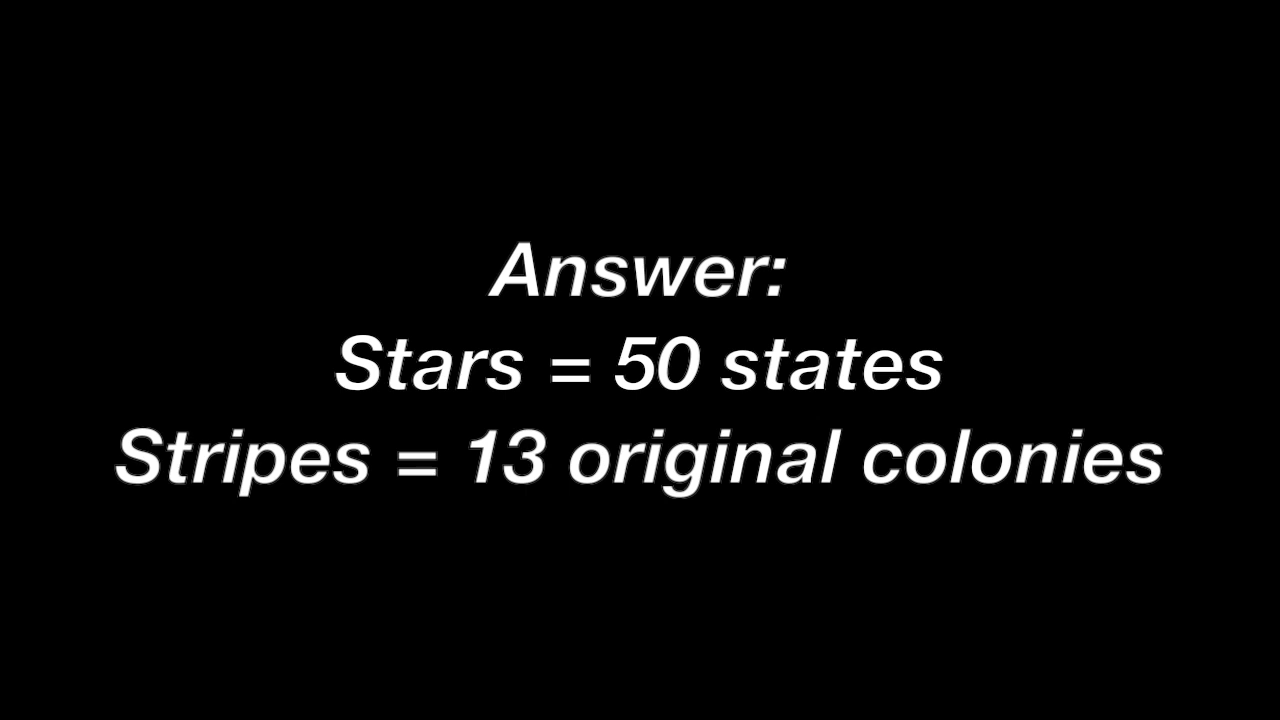 Answer:
Stars = 50 states
Stripes = 13 original colonies